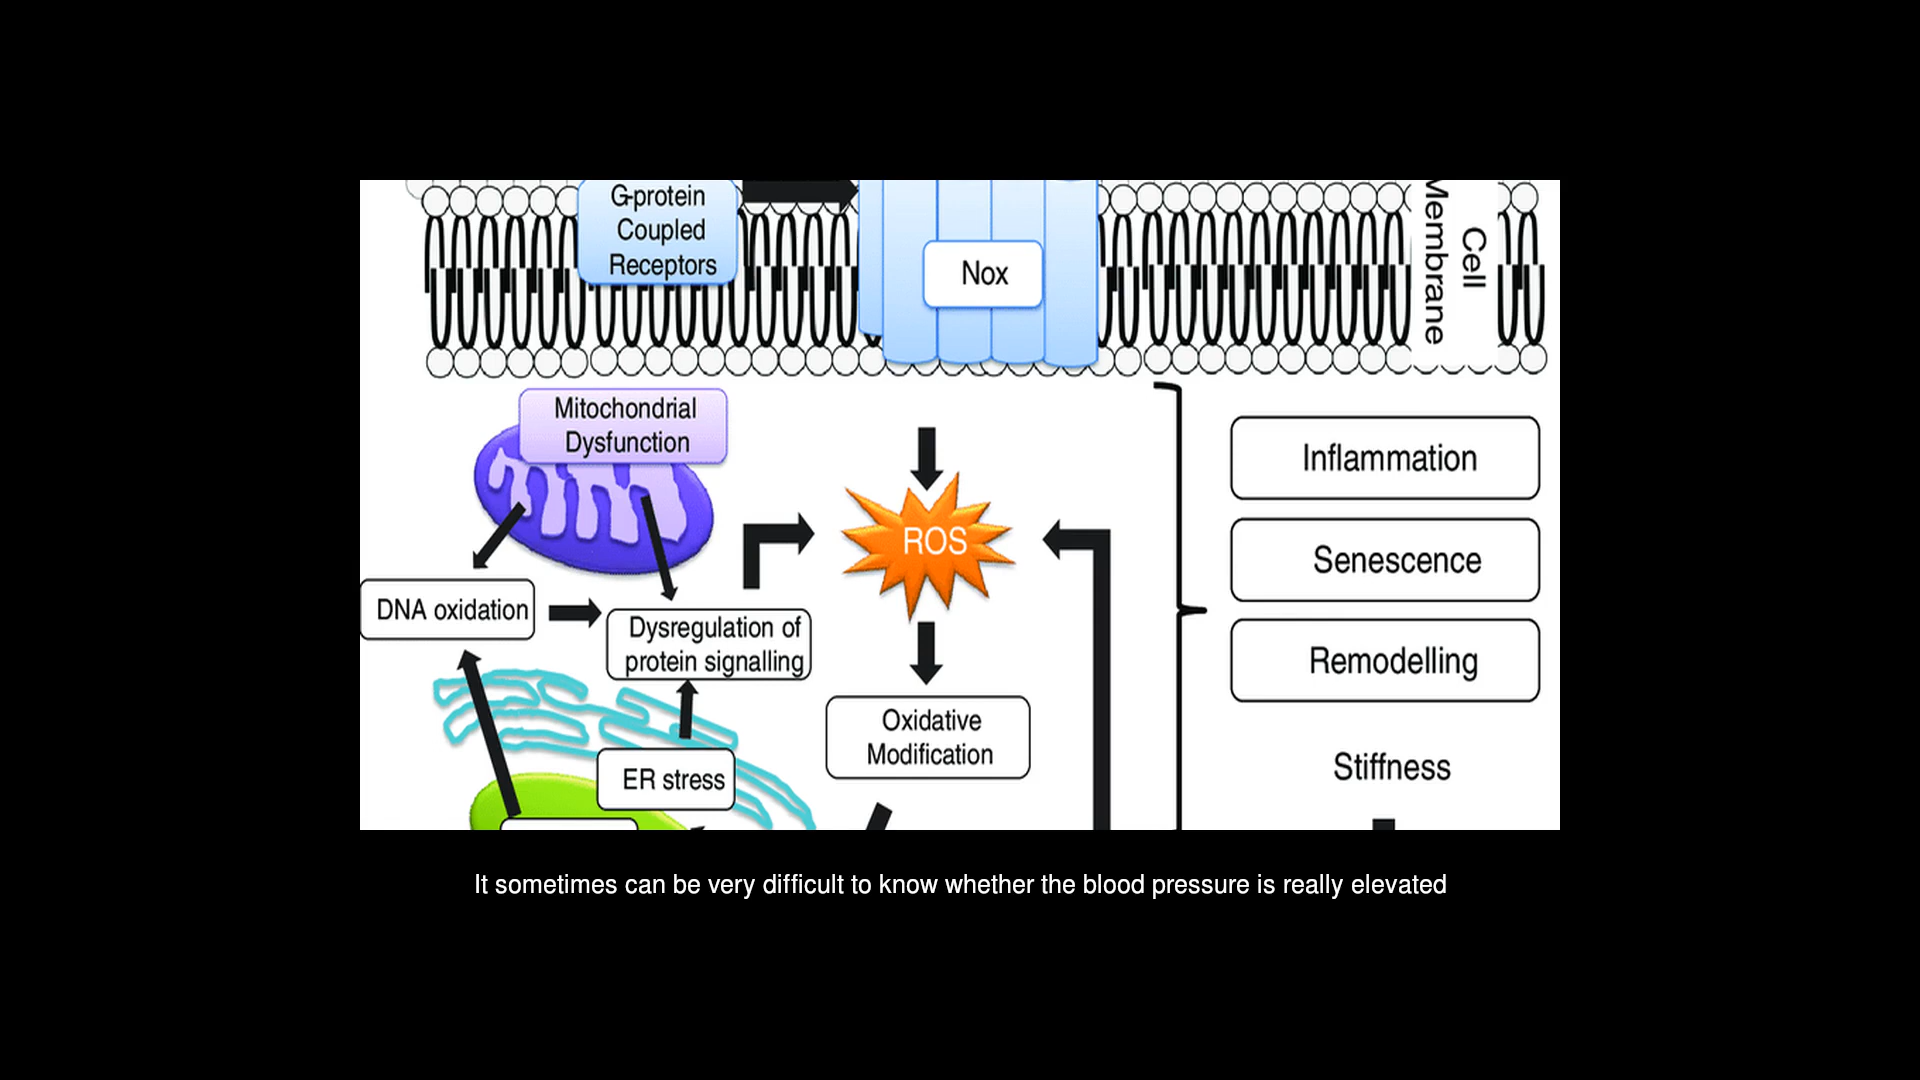 G-protein
Coupled
Receptors
Nox
Cell
Membrane
Mitochondrial
Dysfunction
ROS
DNA oxidation
Dysregulation of
protein signalling
Oxidative
Modification
ER stress
Inflammation
Senescence
Remodelling
Stiffness
It sometimes can be very difficult to know whether the blood pressure is really elevated